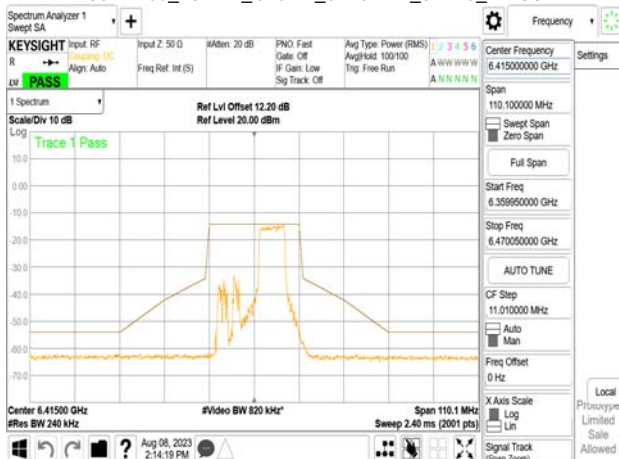 Spectrum Analyzer 1
Swept SA
Frequency
KEYSIGHT
R
LXI
PASS
Input: RF
Coupling: DC
Align: Auto
Input Z: 50 Ω
Freq Ref: Int (S)
#Atten: 20 dB
PNO: Fast
Gate: Off
IF Gain: Low
Sig Track: Off
Avg Type: Power (RMS)
Avg|Hold: 100/100
Trig: Free Run
1 2 3 4 5 6
A W W W W W
A N N N N N
1 Spectrum
Scale/Div 10 dB
Ref Lvl Offset 12.20 dB
Ref Level 20.00 dBm
Log
Trace 1 Pass
10.0
0.00
-10.0
-20.0
-30.0
-40.0
-50.0
-60.0
-70.0
Center 6.41500 GHz
#Res BW 240 kHz
#Video BW 820 kHz*
Span 110.1 MHz
Sweep 2.40 ms (2001 pts)
Aug 08, 2023
2:14:19 PM
Center Frequency
6.415000000 GHz
Settings
Span
110.100000 MHz
Swept Span
Zero Span
Full Span
Start Freq
6.359950000 GHz
Stop Freq
6.470050000 GHz
AUTO TUNE
CF Step
11.010000 MHz
Auto
Man
Freq Offset
0 Hz
X Axis Scale
Log
Lin
Signal Track
(Span Zoom)
Local
Prototype
Limited
Sale
Allowed